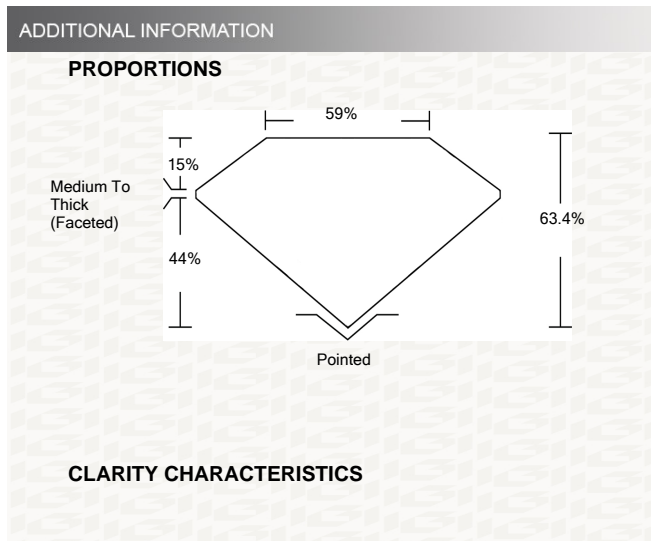 ADDITIONAL INFORMATION
PROPORTIONS
59%
15%
Medium To
Thick
(Faceted)
63.4%
44%
Pointed
CLARITY CHARACTERISTICS